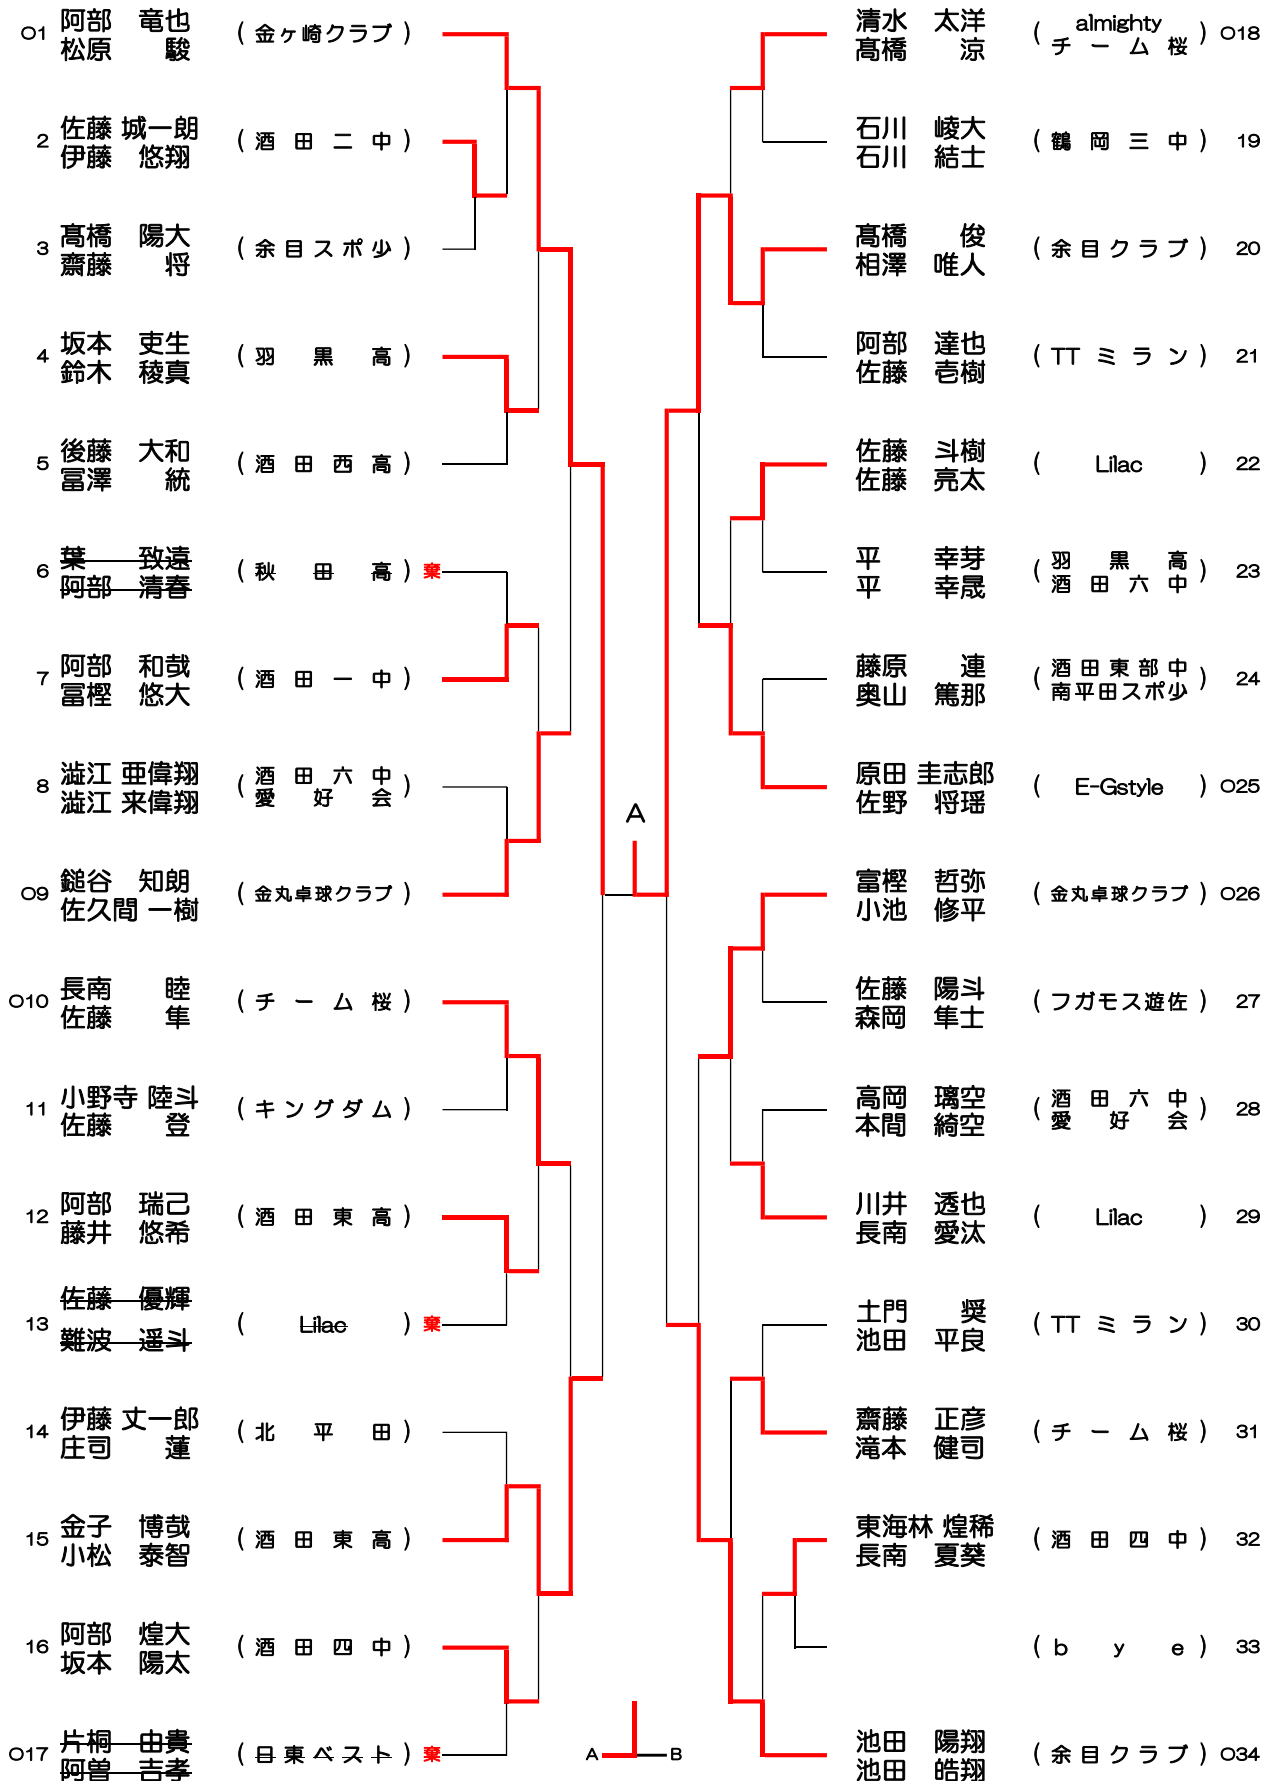 ○1 阿部 竜也 (金ヶ崎クラブ)
松原 駿
2 佐藤 城一朗 (酒田二中)
伊藤 悠翔
3 髙橋 陽大 (余目スポ少)
齋藤 将
4 坂本 吏生 (羽黒高)
鈴木 稜真
5 後藤 大和 (酒田西高)
冨澤 統
6 葉 致遠 (秋田高) 棄
阿部 清春
7 阿部 和哉 (酒田一中)
冨樫 悠大
8 澁江 亜偉翔 (酒田六中
澁江 来偉翔 愛好会)
○9 鎚谷 知朗 (金丸卓球クラブ)
佐久間 一樹
○10 長南 睦 (チーム桜)
佐藤 隼
11 小野寺 陸斗 (キングダム)
佐藤 登
12 阿部 瑞己 (酒田東高)
藤井 悠希
13 佐藤 優輝 (Lilac) 棄
難波 遥斗
14 伊藤 丈一郎 (北平田)
庄司 蓮
15 金子 博哉 (酒田東高)
小松 泰智
16 阿部 煌大 (酒田四中)
坂本 陽太
○17 片桐 由貴 (日東ベスト) 棄
阿曽 吉孝
A
A B
清水 太洋 (almighty
髙橋 涼 チーム桜) ○18
石川 崚大 (鶴岡三中) 19
石川 結士
髙橋 俊 (余目クラブ) 20
相澤 唯人
阿部 達也 (TTミラン) 21
佐藤 壱樹
佐藤 斗樹 (Lilac) 22
佐藤 亮太
平 幸芽 (羽黒高
平 幸晟 酒田六中) 23
藤原 連 (酒田東部中
奥山 篤那 南平田スポ少) 24
原田 圭志郎 (E-Gstyle) ○25
佐野 将瑶
富樫 哲弥 (金丸卓球クラブ) ○26
小池 修平
佐藤 陽斗 (フガモス遊佐) 27
森岡 隼士
高岡 璃空 (酒田六中
本間 綺空 愛好会) 28
川井 透也 (Lilac) 29
長南 愛汰
土門 奨 (TTミラン) 30
池田 平良
齋藤 正彦 (チーム桜) 31
滝本 健司
東海林 煌稀 (酒田四中) 32
長南 夏葵
(bye) 33
池田 陽翔 (余目クラブ) ○34
池田 皓翔